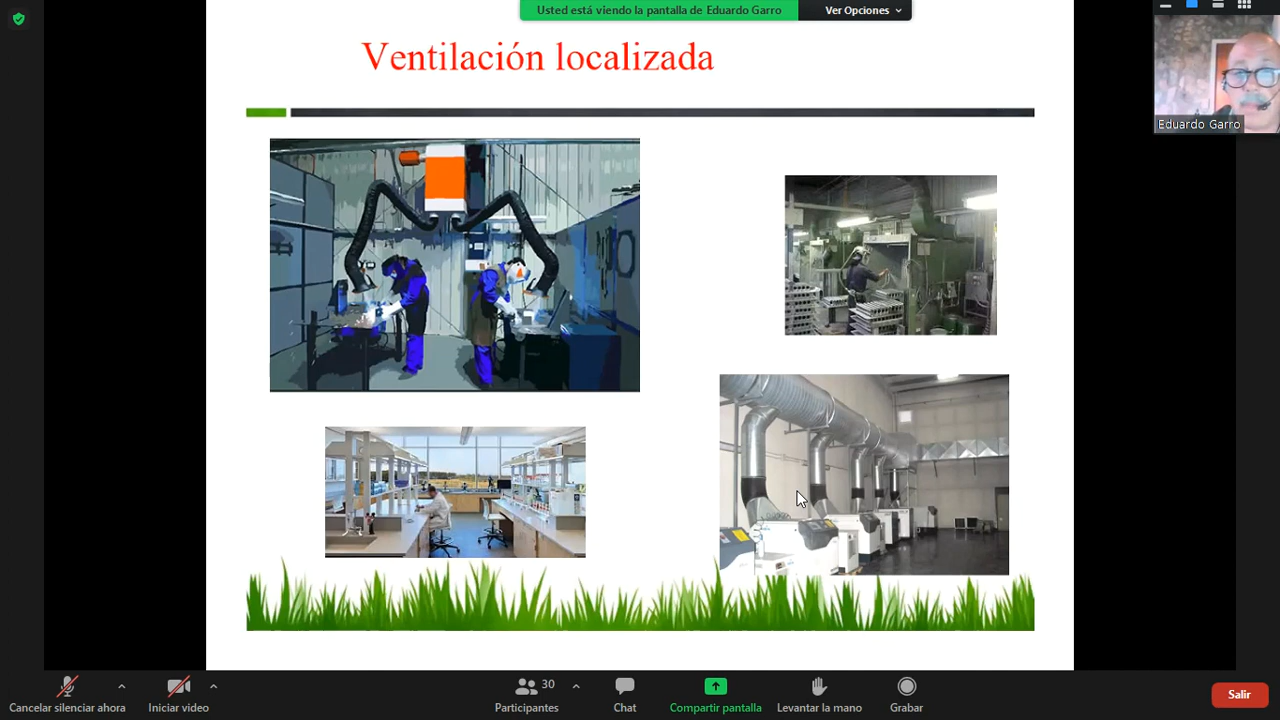 Usted está viendo la pantalla de Eduardo Garro
Ver Opciones
Ventilación localizada
Eduardo Garro
Cancelar silenciar ahora
Iniciar video
30
Participantes
Chat
Compartir pantalla
Levantar la mano
Grabar
Salir